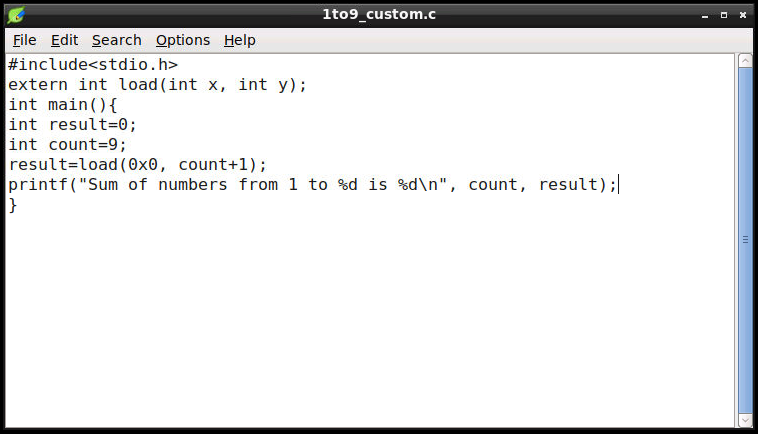 1to9_custom.c
File Edit Search Options Help
#include<stdio.h>
extern int load(int x, int y);
int main(){
int result=0;
int count=9;
result=load(0x0, count+1);
printf("Sum of numbers from 1 to %d is %d\n", count, result);
}